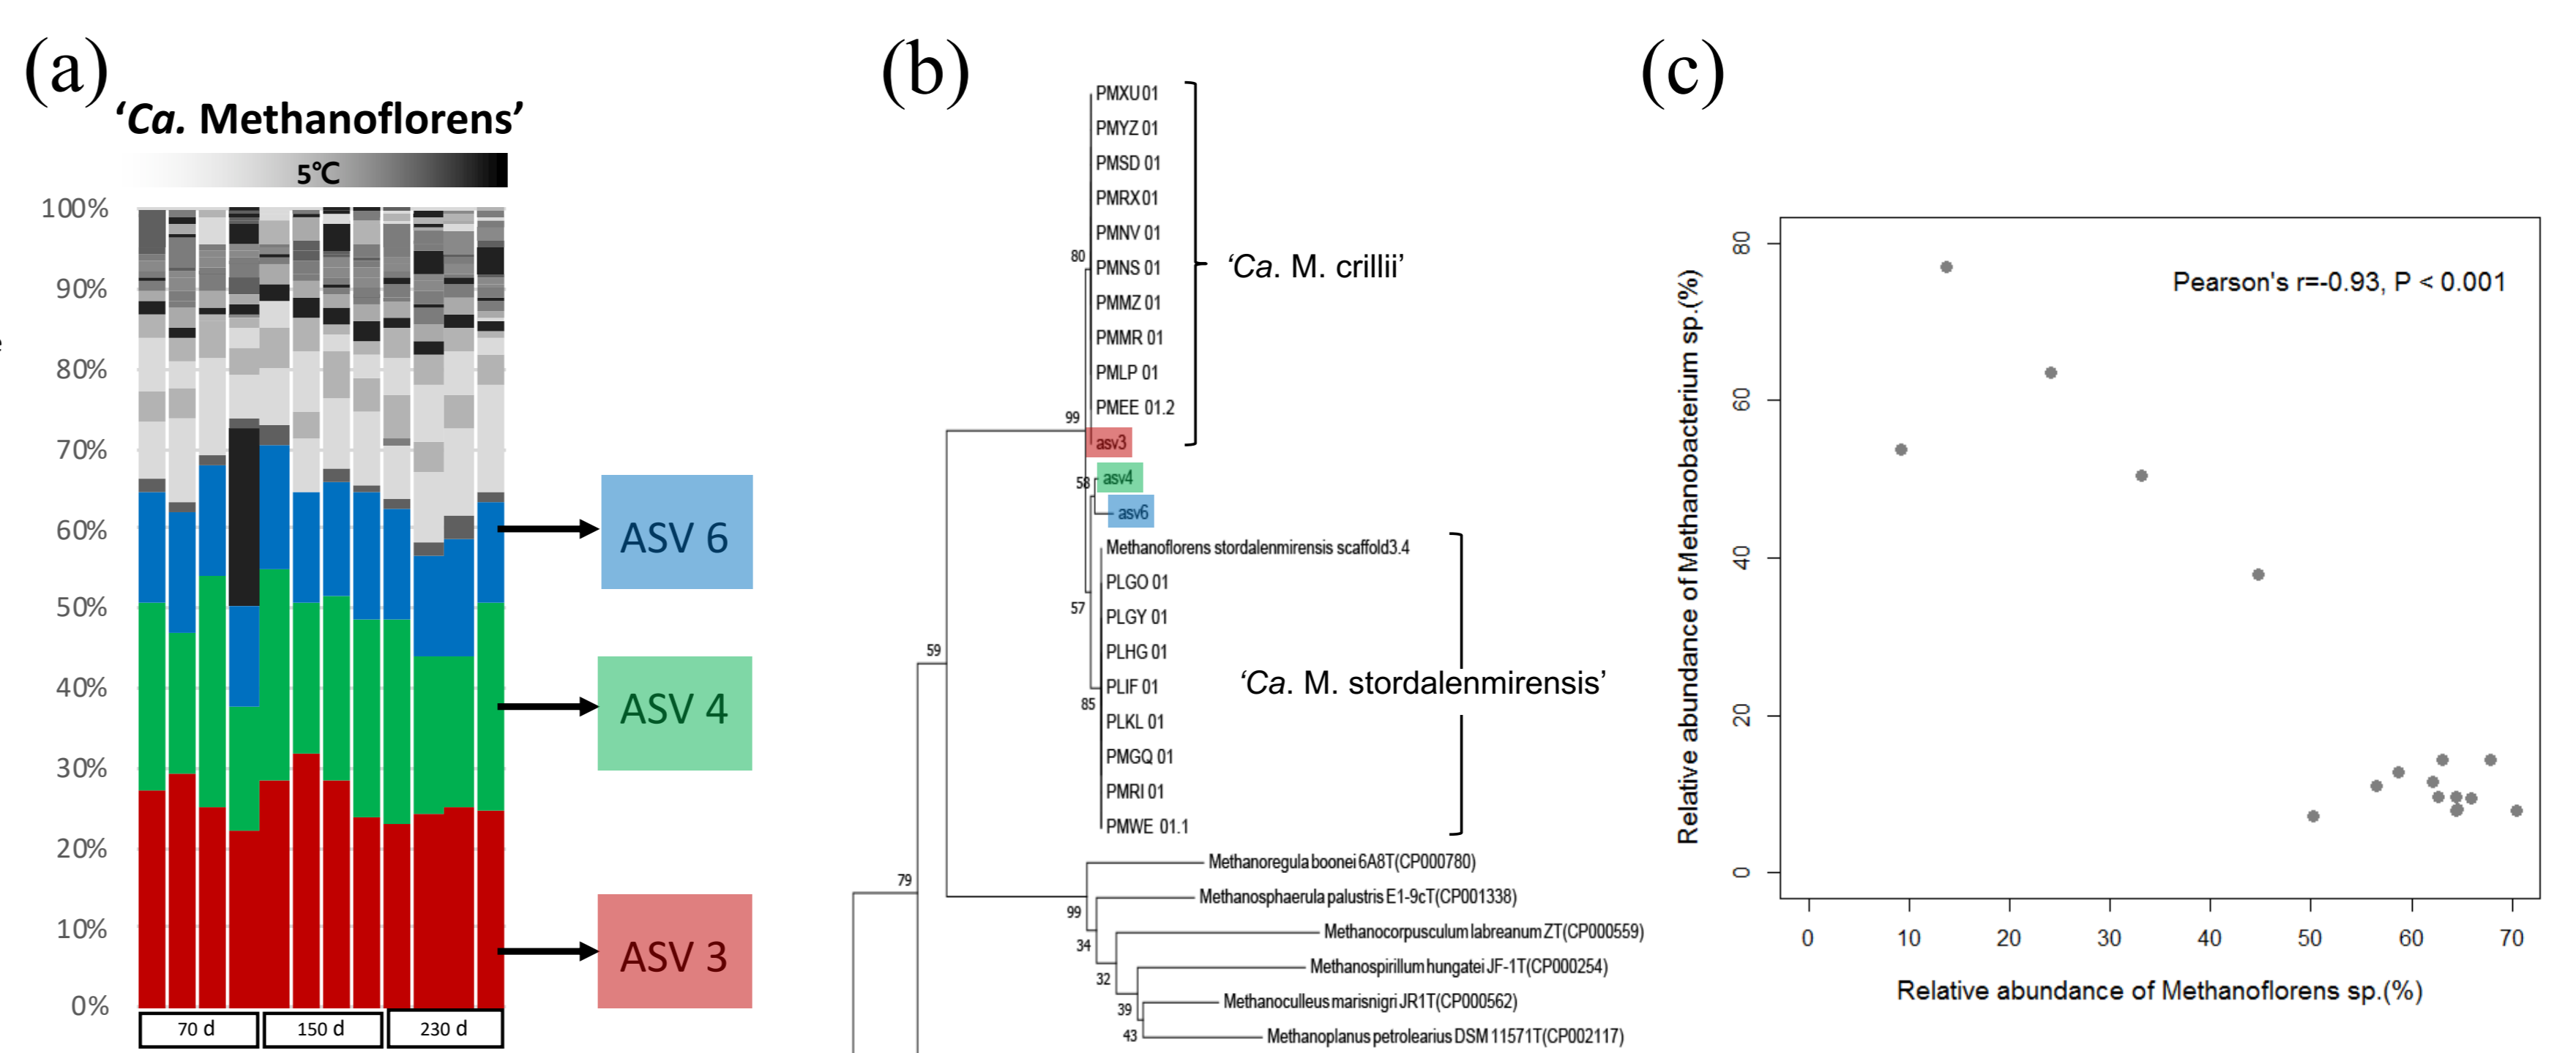 (a)
‘Ca. Methanoflorens’
5℃
100%
90%
80%
70%
60%
50%
40%
30%
20%
10%
0%
70 d
150 d
230 d
ASV 6
ASV 4
ASV 3
(b)
PMXU01
PMYZ 01
PMSD 01
PMRX01
PMNV 01
PMNS 01
PMMZ 01
PMMR 01
PMLP 01
PMEE 01.2
asv3
asv4
asv6
Methanoflorens stordalenmirensis scaffold3.4
PLGO 01
PLGY 01
PLHG 01
PLIF 01
PLKL 01
PMGQ 01
PMRI 01
PMWE 01.1
Methanoregula boonei 6A8T(CP000780)
Methanosphaerula palustris E1-9cT(CP001338)
Methanocorpusculum labreanum ZT(CP000559)
Methanospirillum hungatei JF-1T(CP000254)
Methanoculleus marisnigri JR1T(CP000562)
Methanoplanus petrolearius DSM 11571T(CP002117)
80
99
58
57
85
59
79
99
34
32
39
43
‘Ca. M. crillii’
‘Ca. M. stordalenmirensis’
(c)
Pearson's r=-0.93, P < 0.001
Relative abundance of Methanobacterium sp.(%)
80
60
40
20
0
0 10 20 30 40 50 60 70
Relative abundance of Methanoflorens sp.(%)